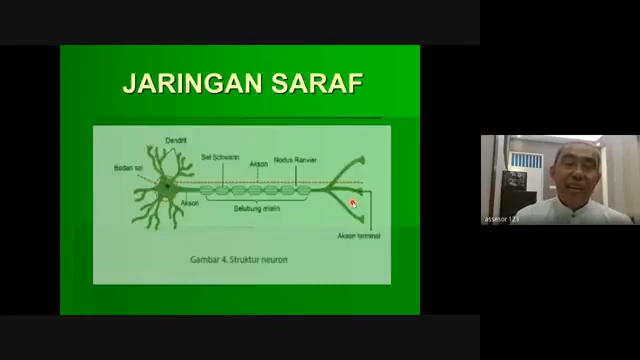 JARINGAN SARAF
Dendrit
Badan sel
Sel Schwann
Akson
Nodus Ranvier
Akson
Selubung mielin
Akson terminal
Gambar 4. Struktur neuron
assesor 123